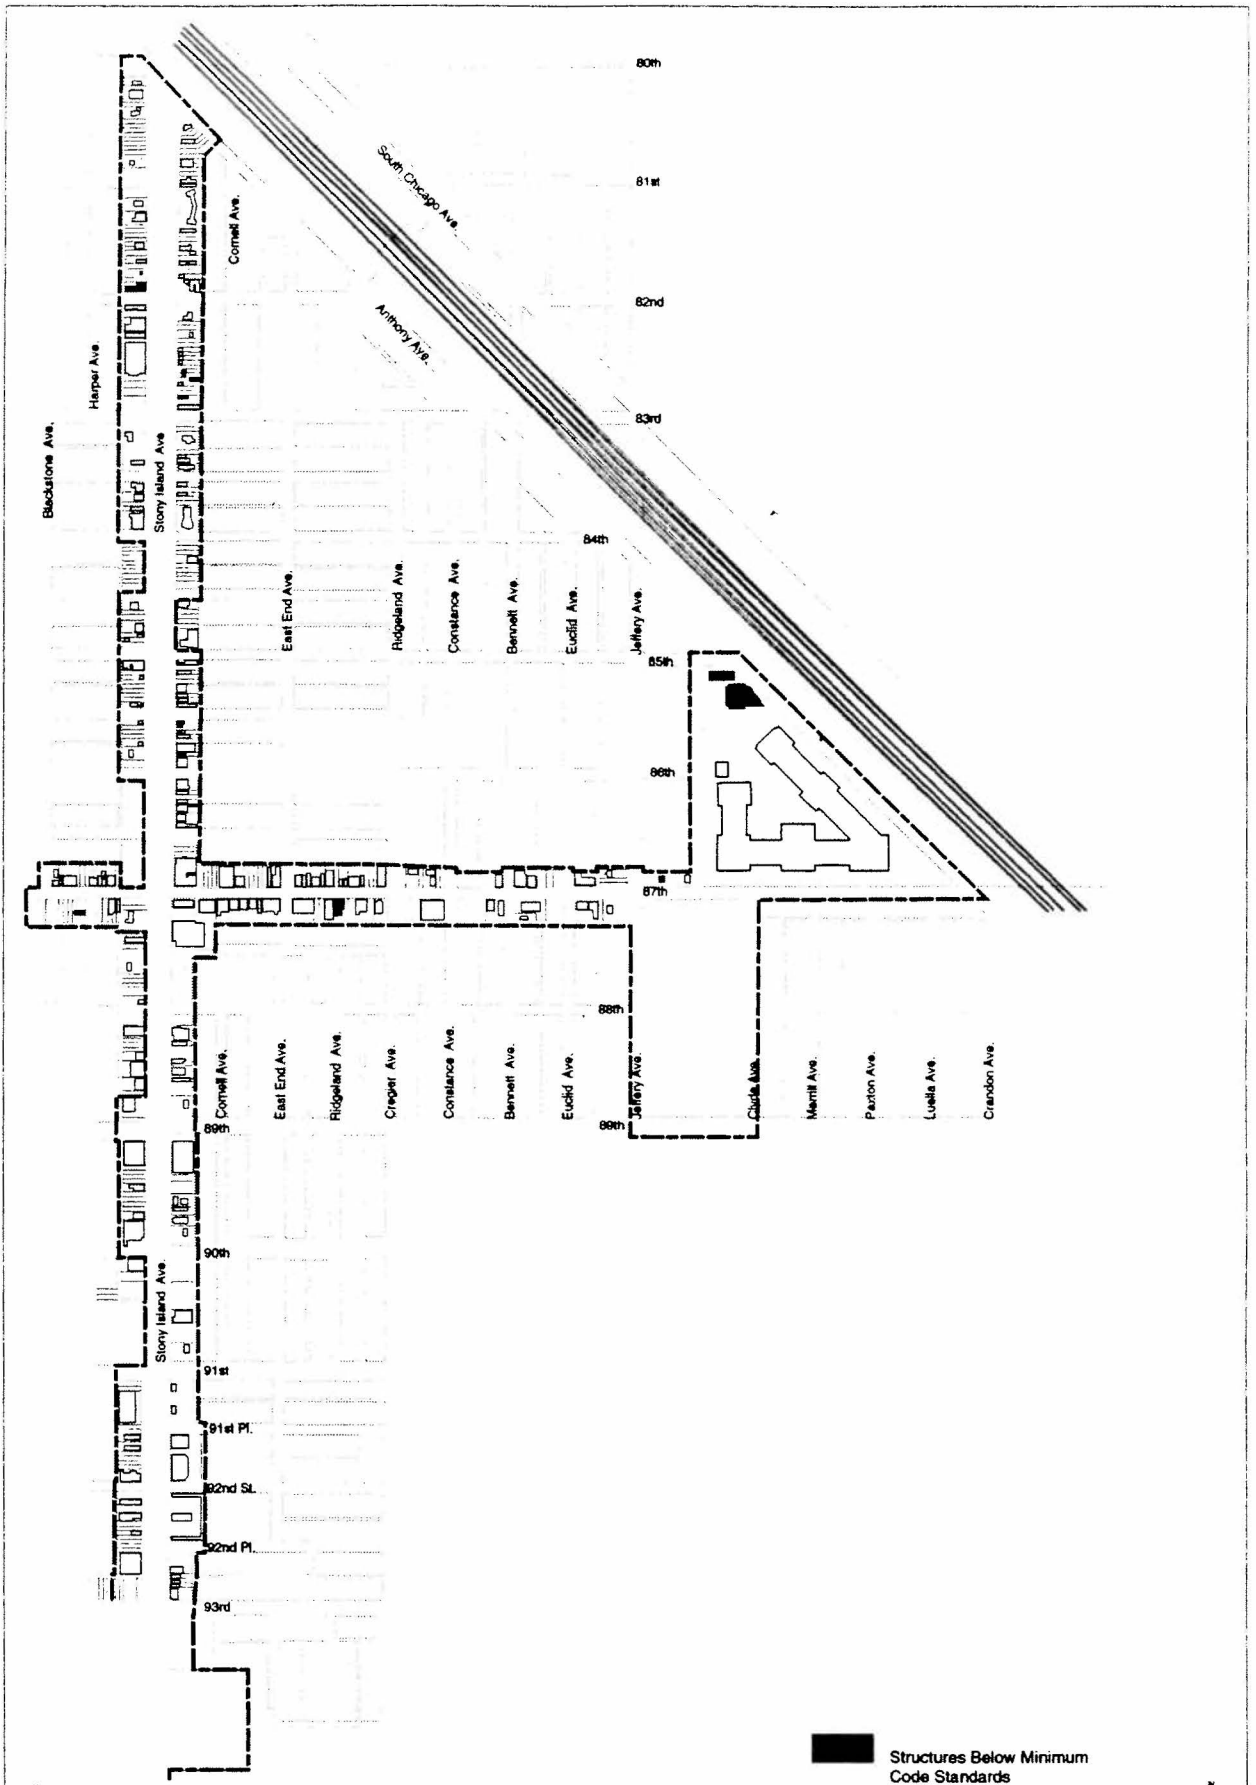 80th
South Chicago Ave.
81st
Cornell Ave.
82nd
Anthony Ave.
Harper Ave.
83rd
Blackstone Ave.
Stony Island Ave
84th
East End Ave.
Ridgeland Ave.
Constance Ave.
Bennett Ave.
Euclid Ave.
Jeffery Ave.
85th
86th
87th
88th
Cornell Ave.
East End Ave.
Ridgeland Ave.
Cregier Ave.
Constance Ave.
Bennett Ave.
Euclid Ave.
Jeffery Ave.
Clyde Ave.
Merrill Ave.
Paxton Ave.
Luella Ave.
Crandon Ave.
89th
89th
90th
Stony Island Ave.
91st
91st Pl.
92nd St.
92nd Pl.
93rd
Structures Below Minimum
Code Standards